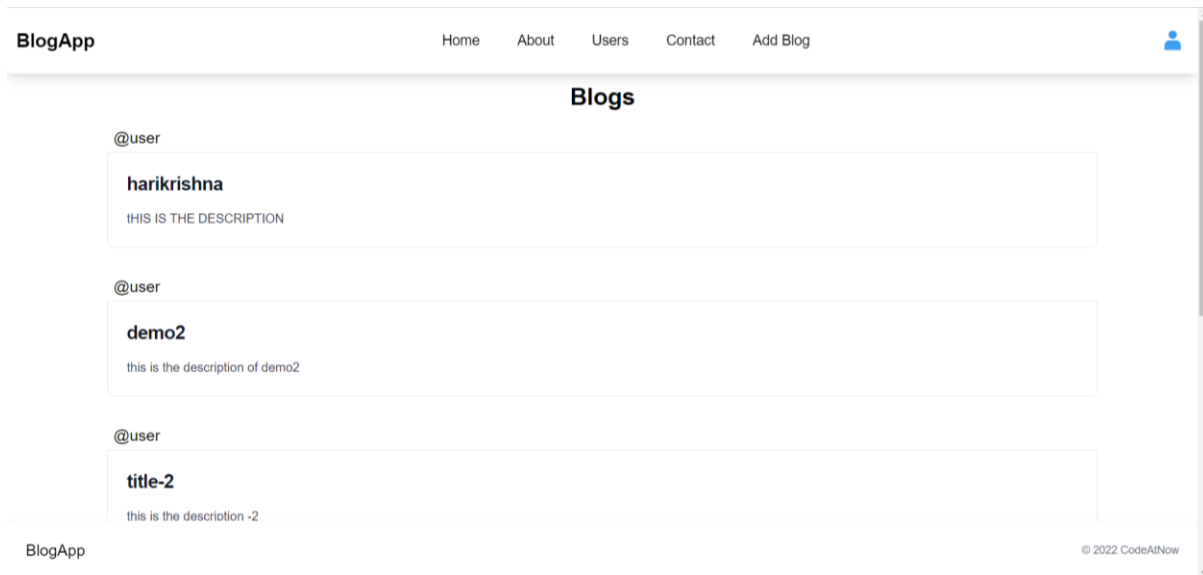 BlogApp Home About Users Contact Add Blog
Blogs
@user
harikrishna
tHIS IS THE DESCRIPTION
@user
demo2
this is the description of demo2
@user
title-2
this is the description -2
BlogApp © 2022 CodeAtNow